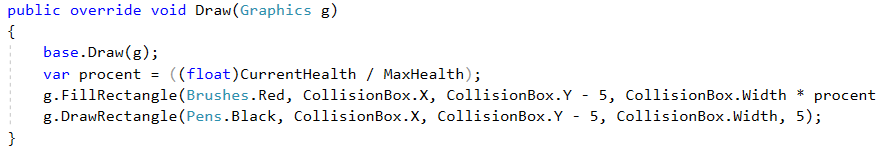 public override void Draw(Graphics g)
{
    base.Draw(g);
    var procent = ((float)CurrentHealth / MaxHealth);
    g.FillRectangle(Brushes.Red, CollisionBox.X, CollisionBox.Y - 5, CollisionBox.Width * procent
    g.DrawRectangle(Pens.Black, CollisionBox.X, CollisionBox.Y - 5, CollisionBox.Width, 5);
}